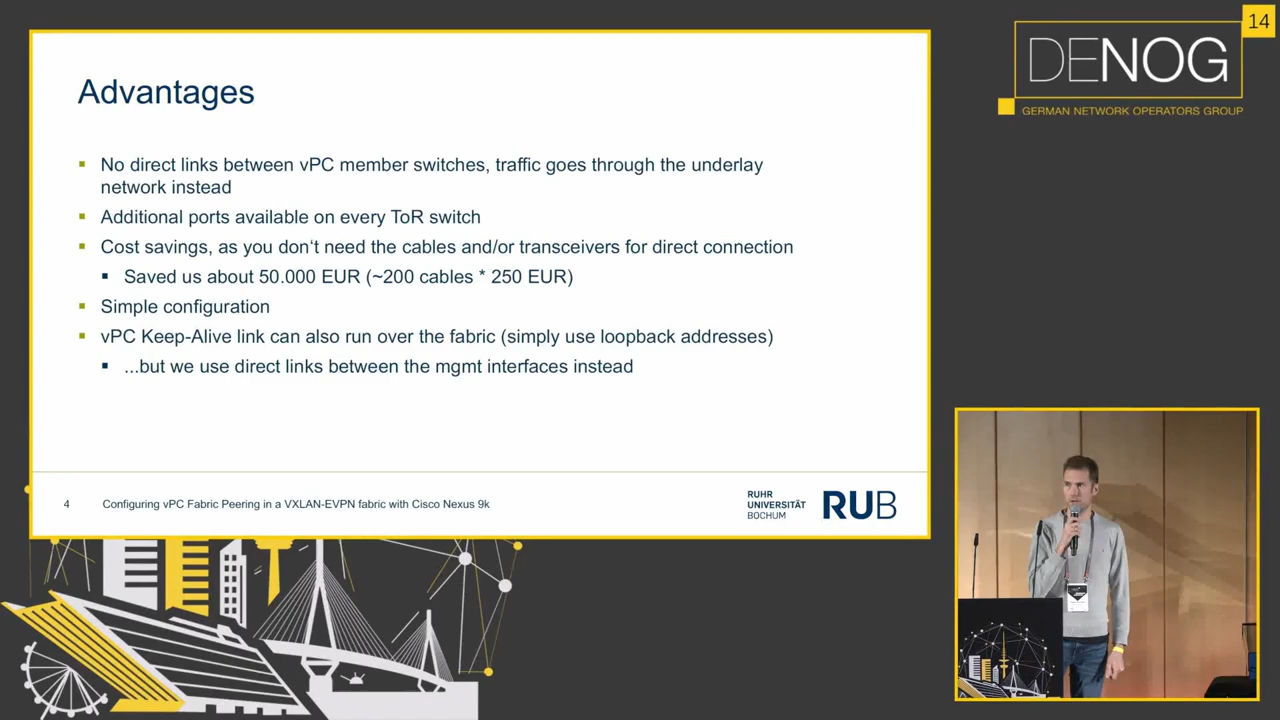 Advantages
No direct links between vPC member switches, traffic goes through the underlay
network instead
Additional ports available on every ToR switch
Cost savings, as you don‘t need the cables and/or transceivers for direct connection
Saved us about 50.000 EUR (~200 cables * 250 EUR)
Simple configuration
vPC Keep-Alive link can also run over the fabric (simply use loopback addresses)
...but we use direct links between the mgmt interfaces instead
4 Configuring vPC Fabric Peering in a VXLAN-EVPN fabric with Cisco Nexus 9k
RUHR
UNIVERSITÄT
BOCHUM
RUB
14
DENOG
GERMAN NETWORK OPERATORS GROUP